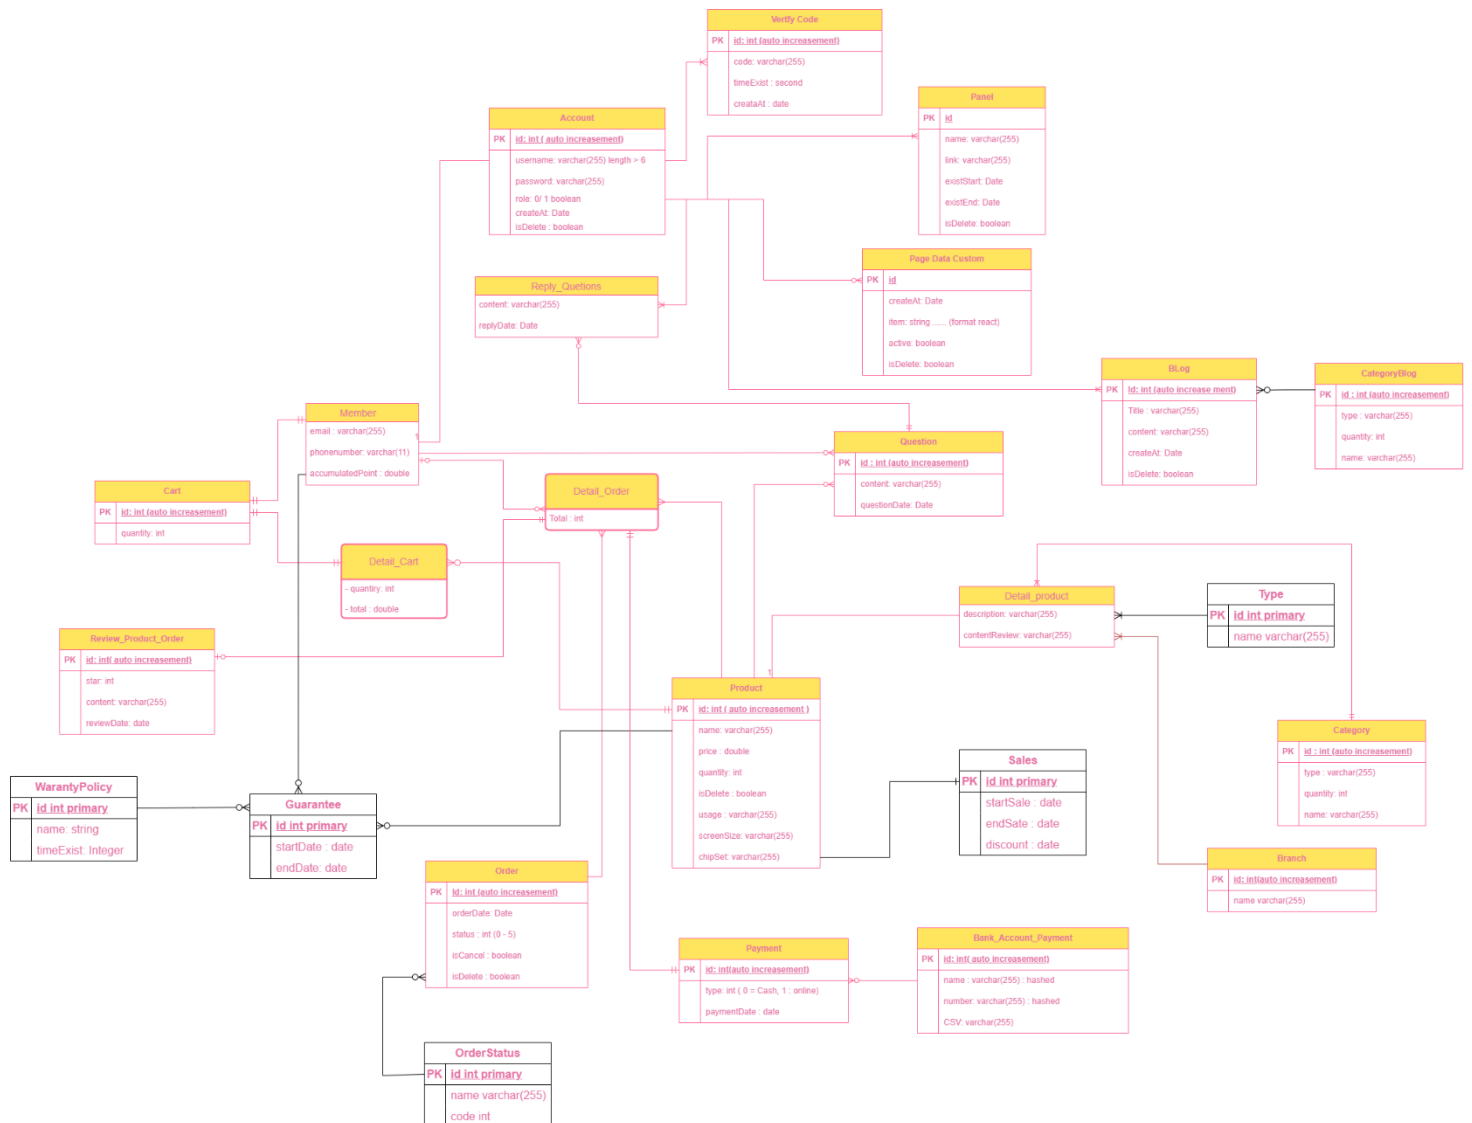 Vertfy Code
PK id: int (auto increasement)
code: varchar(255)
timeExist : second
creataAt : date
Panel
PK id
name: varchar(255)
link: varchar(255)
existStart: Date
existEnd: Date
isDelete: boolean
Account
PK id: int ( auto increasement)
username: varchar(255) length > 6
password: varchar(255)
role: 0/ 1 boolean
createAt: Date
isDelete : boolean
Page Data Custom
PK id
createAt: Date
item: string ...... (format react)
active: boolean
isDelete: boolean
Reply_Quetions
content: varchar(255)
replyDate: Date
BLog
PK Id: int (auto increase ment)
Title : varchar(255)
content: varchar(255)
createAt: Date
isDelete: boolean
CategoryBlog
PK id : int (auto increasement)
type : varchar(255)
quantity: int
name: varchar(255)
Member
email : varchar(255)
1
phonenumber: varchar(11)
accumulatedPoint : double
Question
PK id : int (auto increasement)
content: varchar(255)
questionDate: Date
Cart
PK id: int (auto increasement)
quantity: int
Detail_Order
Total : int
Detail_Cart
- quantiry: int
- total : double
Detail_product
description: varchar(255)
contentReview: varchar(255)
Type
PK id int primary
name varchar(255)
Review_Product_Order
PK id: int( auto increasement)
star: int
content: varchar(255)
reviewDate: date
1
Product
PK id: int ( auto increasement )
name: varchar(255)
price : double
quantity: int
isDelete : boolean
usage : varchar(255)
screenSize: varchar(255)
chipSet: varchar(255)
Category
PK id : int (auto increasement)
type : varchar(255)
quantity: int
name: varchar(255)
Sales
PK id int primary
startSale : date
endSate : date
discount : date
WarantyPolicy
PK id int primary
name: string
timeExist: Integer
Guarantee
PK id int primary
startDate : date
endDate: date
Branch
PK id: int(auto increasement)
name varchar(255)
Order
PK Id: int (auto increasement)
orderDate: Date
status : int (0 - 5)
isCancel : boolean
isDelete : boolean
Payment
PK id: int(auto increasement)
type: int ( 0 = Cash, 1 : online)
paymentDate : date
Bank_Account_Payment
PK id: int( auto increasement)
name : varchar(255) : hashed
number: varchar(255) : hashed
CSV: varchar(255)
OrderStatus
PK id int primary
name varchar(255)
code int